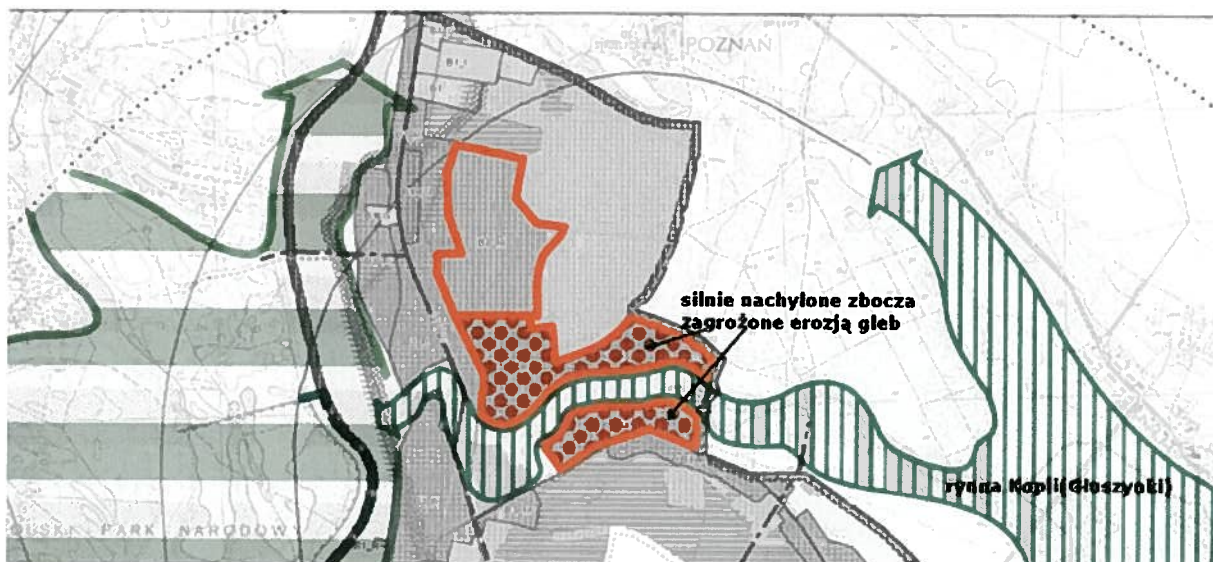 POZNAŃ
silnie nachylone zbocza
zagrożone erozją gleb
rynna Kopli(Głuszynki)
PARK NARODOWY